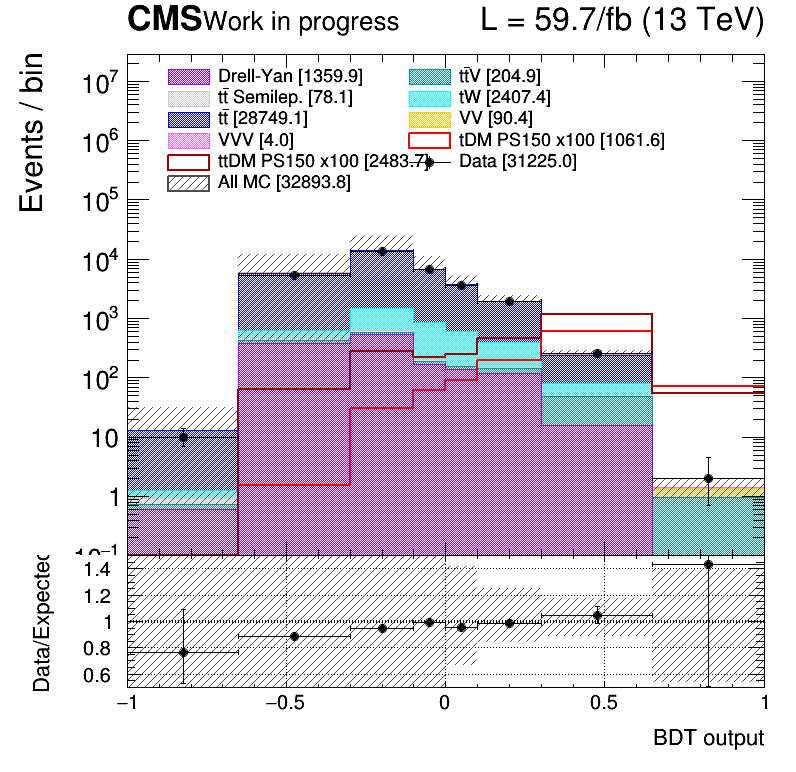 CMS Work in progress L = 59.7/fb (13 TeV)
Events / bin
Drell-Yan [1359.9] tt̄V [204.9]
tt̄ Semilep. [78.1] tW [2407.4]
tt̄ [28749.1] VV [90.4]
VVV [4.0] tDM PS150 x100 [1061.6]
ttDM PS150 x100 [2483.7] Data [31225.0]
All MC [32893.8]
10⁷
10⁶
10⁵
10⁴
10³
10²
10
1
10⁻¹
Data/Expected
1.4
1.2
1
0.8
0.6
−1 −0.5 0 0.5 1
BDT output